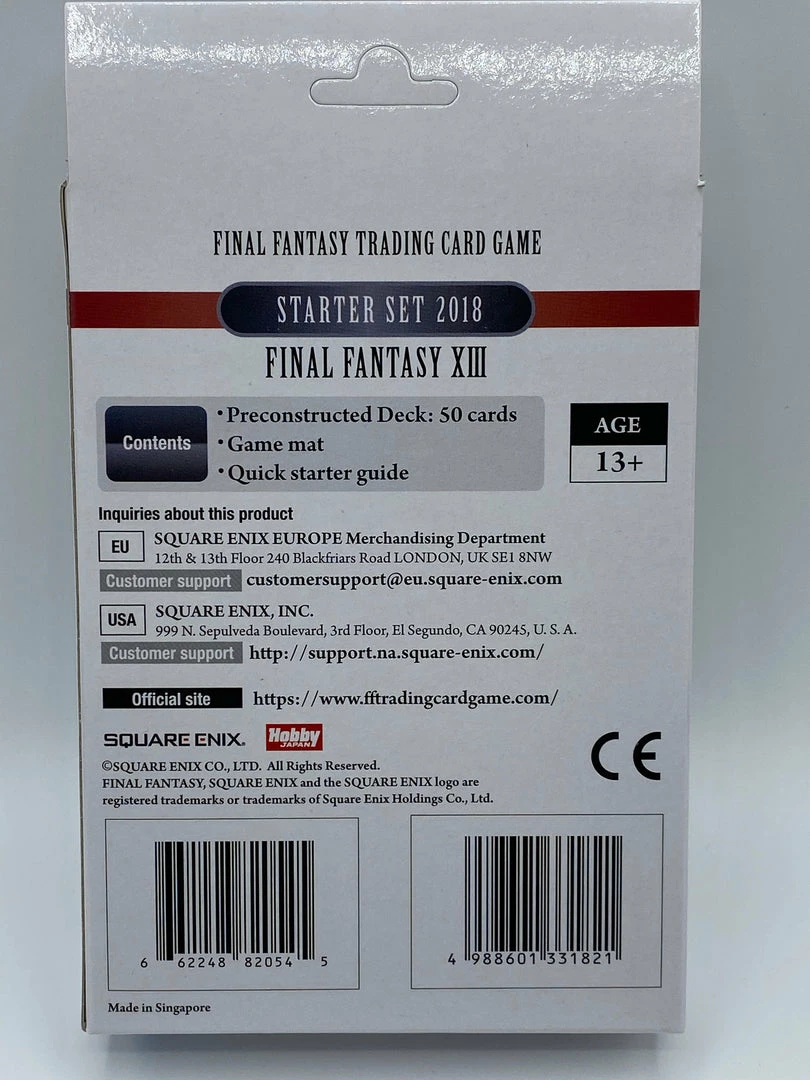 FINAL FANTASY TRADING CARD GAME
STARTER SET 2018
FINAL FANTASY XIII
Contents
・Preconstructed Deck: 50 cards
・Game mat
・Quick starter guide
AGE
13+
Inquiries about this product
EU
SQUARE ENIX EUROPE Merchandising Department
12th & 13th Floor 240 Blackfriars Road LONDON, UK SE1 8NW
Customer support customersupport@eu.square-enix.com
USA
SQUARE ENIX, INC.
999 N. Sepulveda Boulevard, 3rd Floor, El Segundo, CA 90245, U. S. A.
Customer support http://support.na.square-enix.com/
Official site https://www.fftradingcardgame.com/
SQUARE ENIX.
Hobby
JAPAN
CE
©SQUARE ENIX CO., LTD. All Rights Reserved.
FINAL FANTASY, SQUARE ENIX and the SQUARE ENIX logo are
registered trademarks or trademarks of Square Enix Holdings Co., Ltd.
6 62248 82054 5
4 988601 331821
Made in Singapore